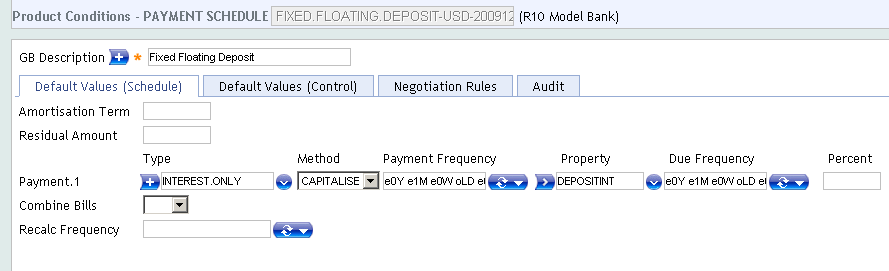 Product Conditions - PAYMENT SCHEDULE FIXED.FLOATING.DEPOSIT-USD-200912 (R10 Model Bank)
GB Description Fixed Floating Deposit
Default Values (Schedule) Default Values (Control) Negotiation Rules Audit
Amortisation Term
Residual Amount
Type Method Payment Frequency Property Due Frequency Percent
Payment.1 INTEREST.ONLY CAPITALISE e0Y e1M e0W oLD e( DEPOSITINT e0Y e1M e0W oLD e(
Combine Bills
Recalc Frequency